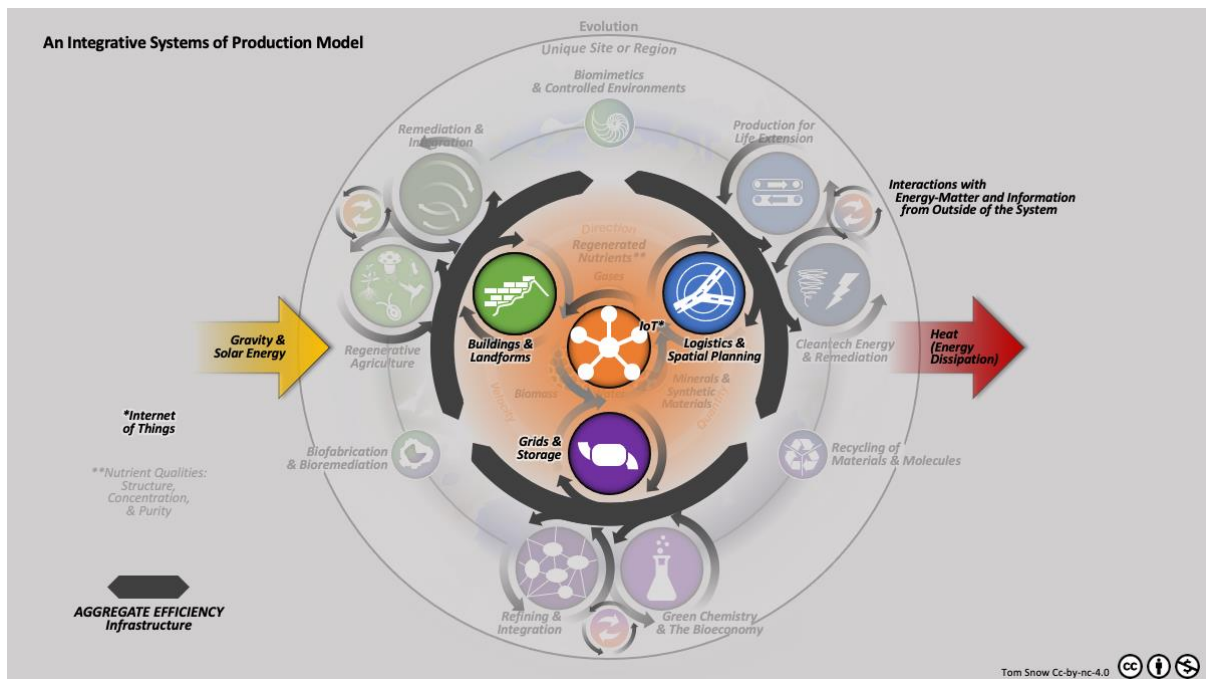 Evolution
An Integrative Systems of Production Model
Unique Site or Region
Biomimetics
& Controlled Environments
Remediation &
Integration
Production for
Life Extension
Interactions with
Energy-Matter and Information
from Outside of the System
Direction
Regenerated
Nutrients**
Gases
IoT*
Gravity &
Solar Energy
Regenerative
Agriculture
Buildings &
Landforms
Logistics &
Spatial Planning
Cleantech Energy
& Remediation
Heat
(Energy
Dissipation)
Velocity
Biomass
Minerals &
Synthetic
Materials
Quantity
*Internet
of Things
Grids &
Storage
Biofabrication
& Bioremediation
Recycling of
Materials & Molecules
**Nutrient Qualities:
Structure,
Concentration,
& Purity
AGGREGATE EFFICIENCY
Infrastructure
Refining &
Integration
Green Chemistry
& The Bioeconomy
Tom Snow Cc-by-nc-4.0
cc